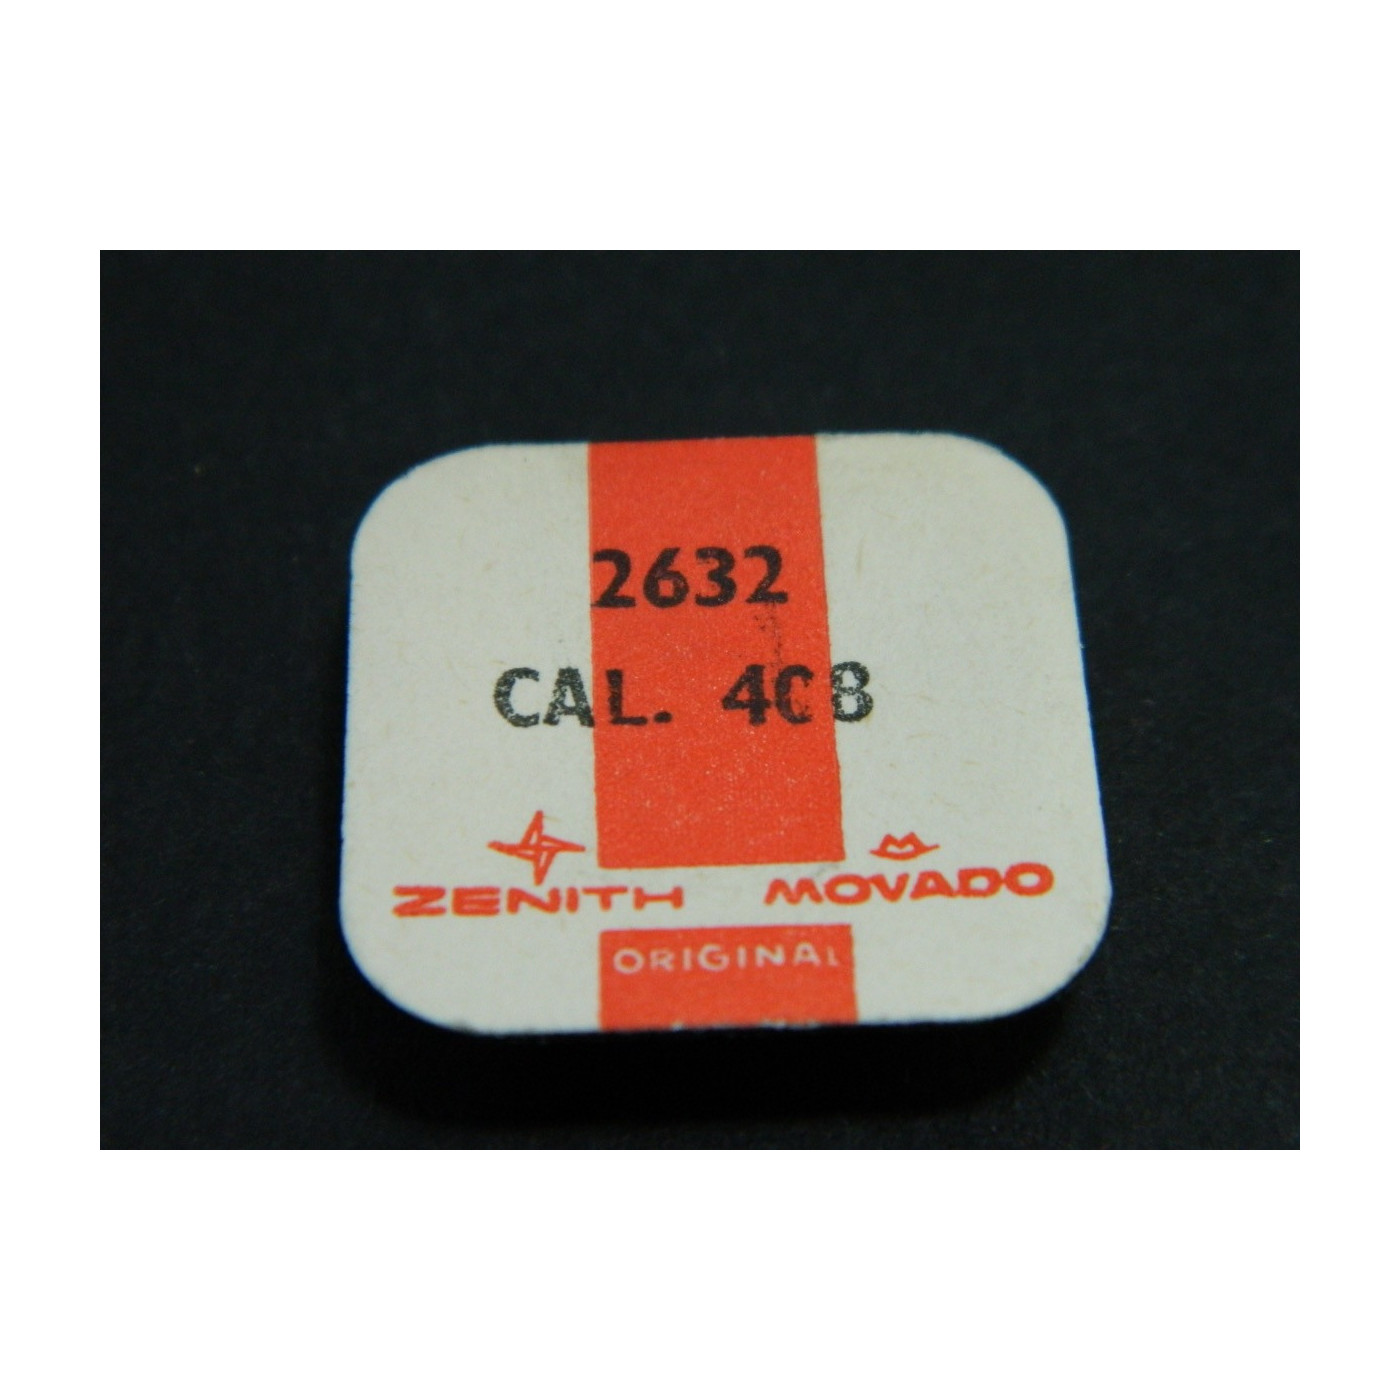 2632
CAL. 408
ZENITH MOVADO
ORIGINAL